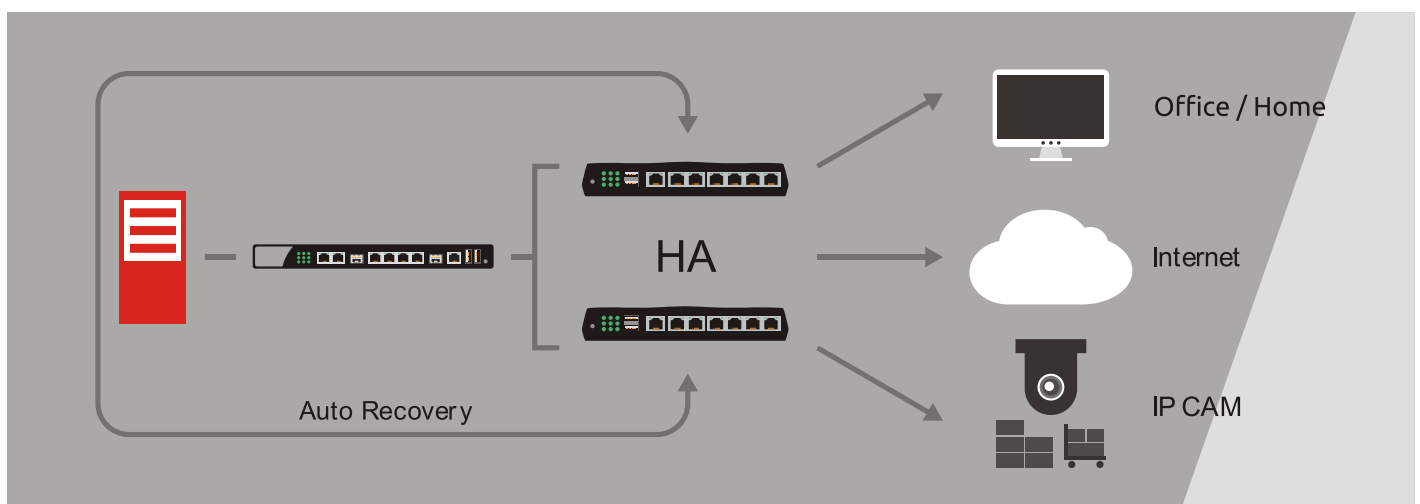 Office / Home
HA
Internet
Auto Recovery
IP CAM